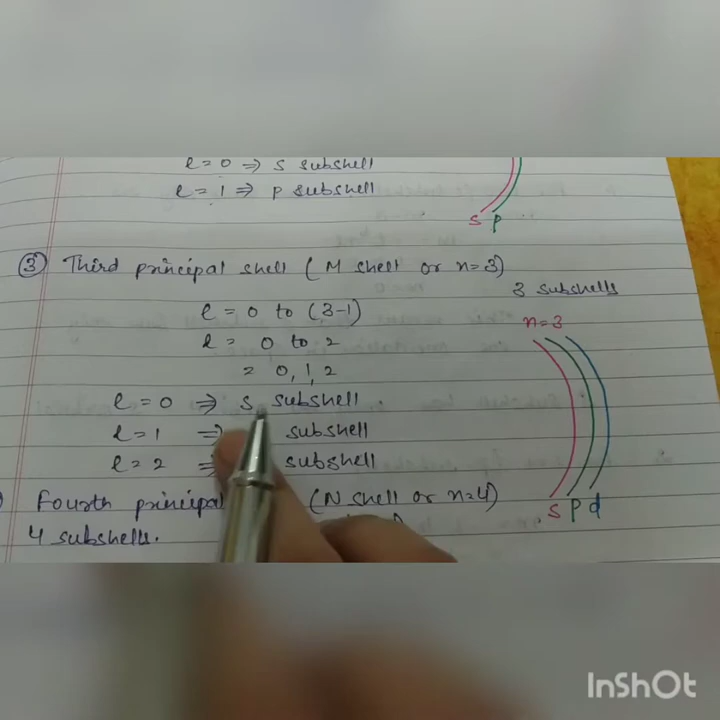 l = 0 ⇒ s subshell
l = 1 ⇒ p subshell
s p
③ Third principal shell ( M shell or n=3)
3 subshells
l = 0 to (3-1)
n=3
l = 0 to 2
= 0, 1, 2
l = 0 ⇒ s subshell
l = 1 ⇒ subshell
l = 2 ⇒ subshell
s p d
Fourth principal (N shell or n=4)
4 subshells.
InShOt